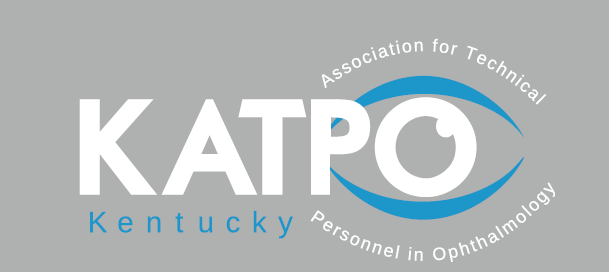 Association for Technical
KATPO
Kentucky
Personnel in Ophthalmology